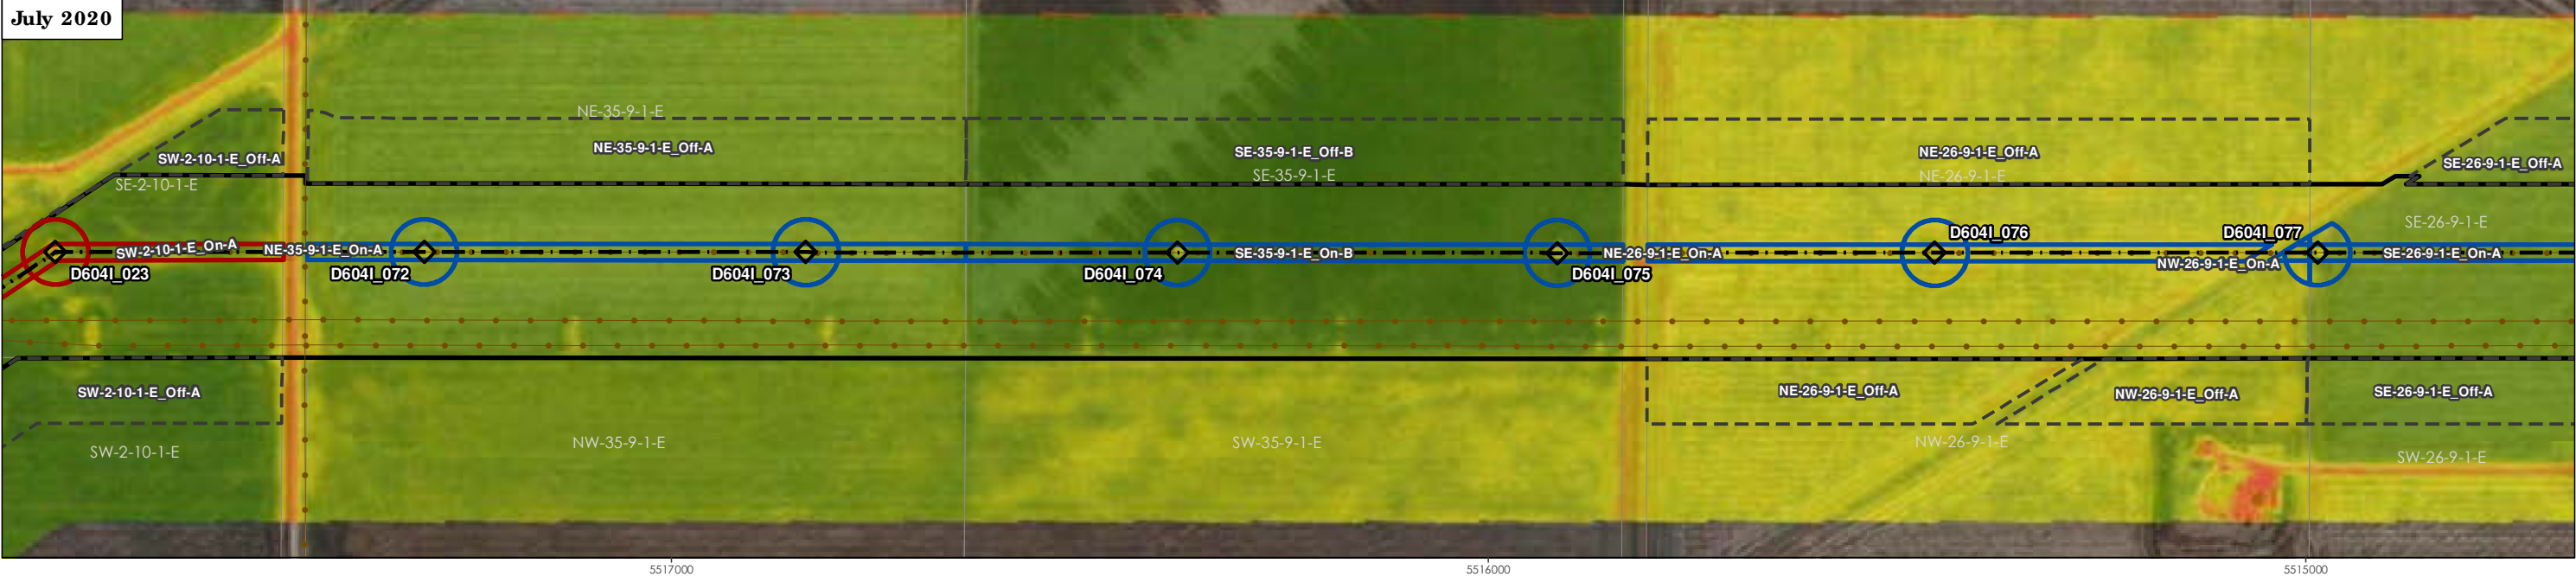 July 2020
NE-35-9-1-E
NE-35-9-1-E_Off-A
SE-35-9-1-E_Off-B
NE-26-9-1-E_Off-A
SW-2-10-1-E_Off-A
SE-26-9-1-E_Off-A
SE-2-10-1-E
SE-35-9-1-E
NE-26-9-1-E
SE-26-9-1-E
D604I_076
D604I_077
SW-2-10-1-E_On-A
NE-35-9-1-E_On-A
SE-35-9-1-E_On-B
NE-26-9-1-E_On-A
NW-26-9-1-E_On-A
SE-26-9-1-E_On-A
D604I_023
D604I_072
D604I_073
D604I_074
D604I_075
SW-2-10-1-E_Off-A
NE-26-9-1-E_Off-A
NW-26-9-1-E_Off-A
SE-26-9-1-E_Off-A
SW-2-10-1-E
NW-35-9-1-E
SW-35-9-1-E
NW-26-9-1-E
SW-26-9-1-E
5517000
5516000
5515000